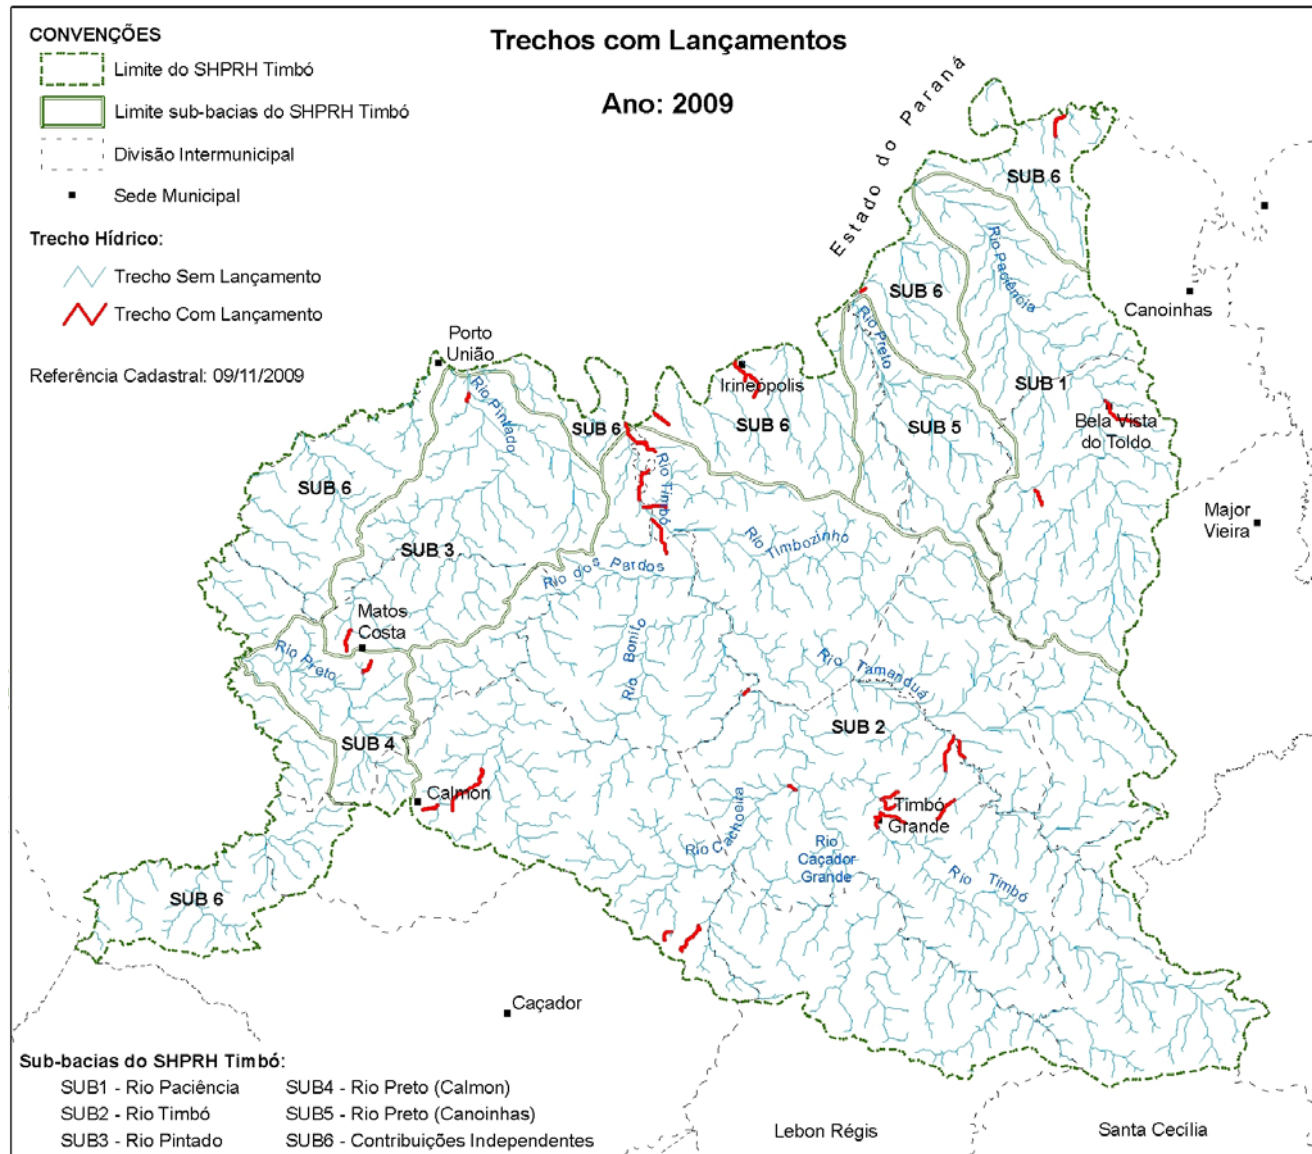 CONVENÇÕES
Limite do SHPRH Timbó
Limite sub-bacias do SHPRH Timbó
Divisão Intermunicipal
Sede Municipal
Trecho Hídrico:
Trecho Sem Lançamento
Trecho Com Lançamento
Referência Cadastral: 09/11/2009
Trechos com Lançamentos
Ano: 2009
Estado do Paraná
SUB 6
Rio Paciência
Canoinhas
SUB 6
Rio Preto
Porto
União
Rio Pintado
Irineópolis
SUB 1
SUB 6
SUB 6
SUB 5
Bela Vista
do Toldo
SUB 6
Rio Timbó
Major
Vieira
SUB 3
Rio Timbozinho
Rio dos Pardos
Matos
Costa
Rio Bonito
Rio Preto
Rio Tamanduá
SUB 4
SUB 2
Calmon
Timbó
Grande
Rio Cachoeira
Rio
Caçador
Grande
Rio Timbó
SUB 6
Caçador
Lebon Régis
Santa Cecília
Sub-bacias do SHPRH Timbó:
SUB1 - Rio Paciência
SUB2 - Rio Timbó
SUB3 - Rio Pintado
SUB4 - Rio Preto (Calmon)
SUB5 - Rio Preto (Canoinhas)
SUB6 - Contribuições Independentes